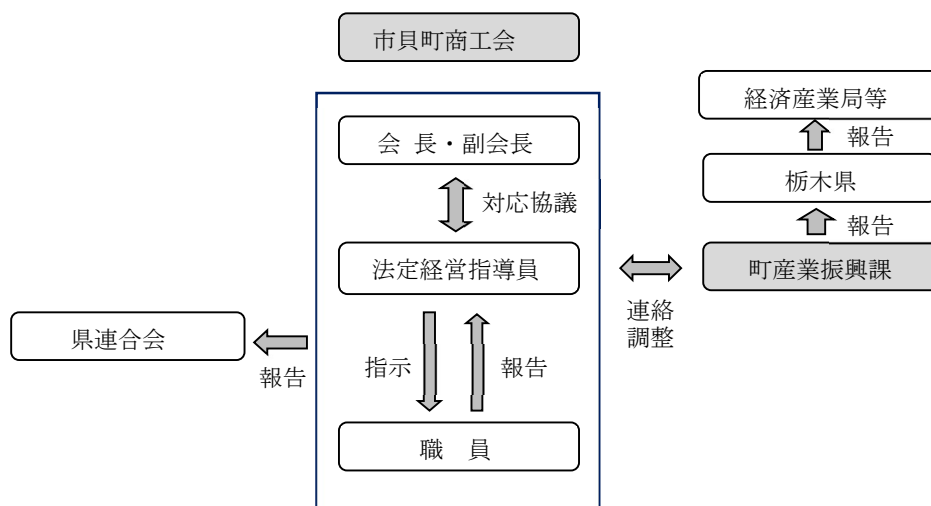 市貝町商工会
会 長・副会長
対応協議
法定経営指導員
指示
報告
職　員
県連合会
報告
連絡
調整
経済産業局等
報告
栃木県
報告
町産業振興課